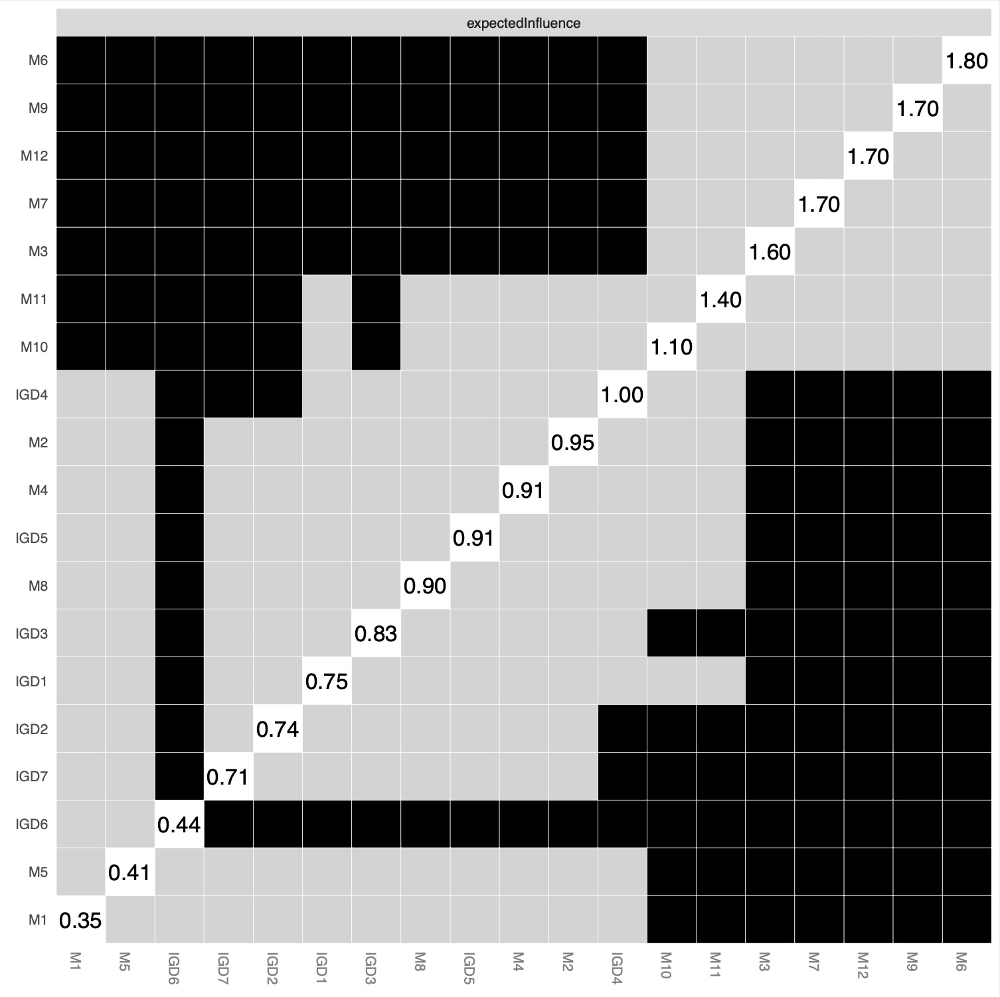 expectedInfluence
M6 1.80
M9 1.70
M12 1.70
M7 1.70
M3 1.60
M11 1.40
M10 1.10
IGD4 1.00
M2 0.95
M4 0.91
IGD5 0.91
M8 0.90
IGD3 0.83
IGD1 0.75
IGD2 0.74
IGD7 0.71
IGD6 0.44
M5 0.41
M1 0.35
M1 M5 IGD6 IGD7 IGD2 IGD1 IGD3 M8 IGD5 M4 M2 IGD4 M10 M11 M3 M7 M12 M9 M6